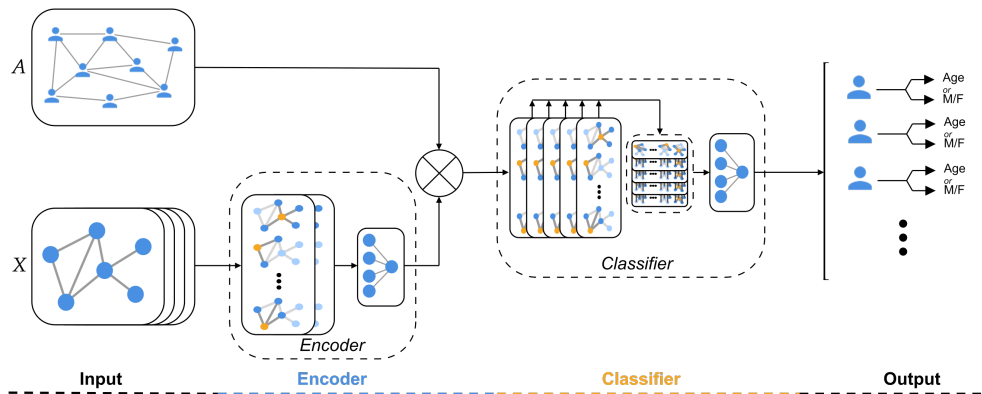 A
X
Encoder
Classifier
Age
or
M/F
Age
or
M/F
Age
or
M/F
Input
Encoder
Classifier
Output